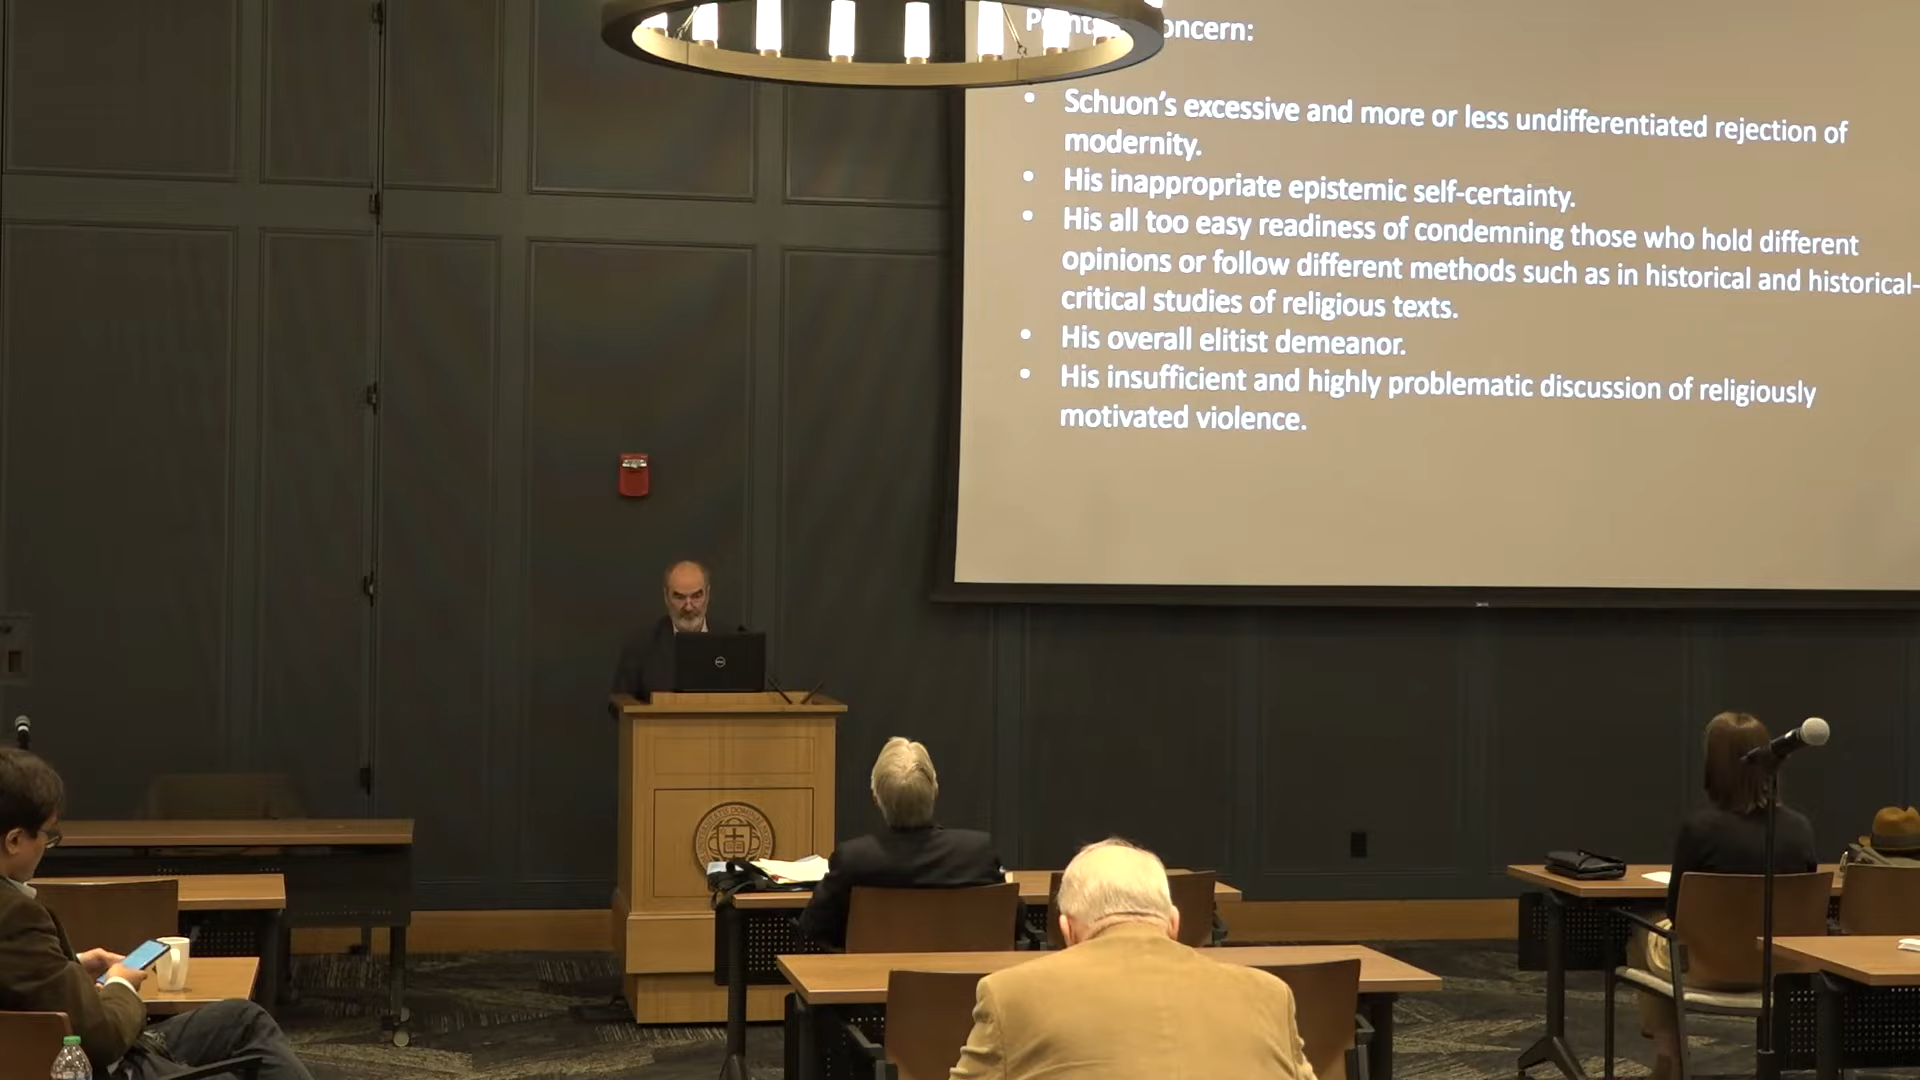 oncern:
• Schuon's excessive and more or less undifferentiated rejection of
modernity.
• His inappropriate epistemic self-certainty.
• His all too easy readiness of condemning those who hold different
opinions or follow different methods such as in historical and historical-
critical studies of religious texts.
• His overall elitist demeanor.
• His insufficient and highly problematic discussion of religiously
motivated violence.
DELL